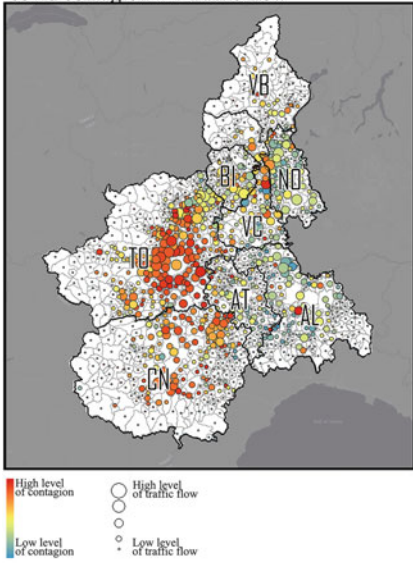 VB
BI
NO
VC
TO
AT
AL
CN
High level
of contagion
High level
of traffic flow
Low level
of contagion
Low level
of traffic flow